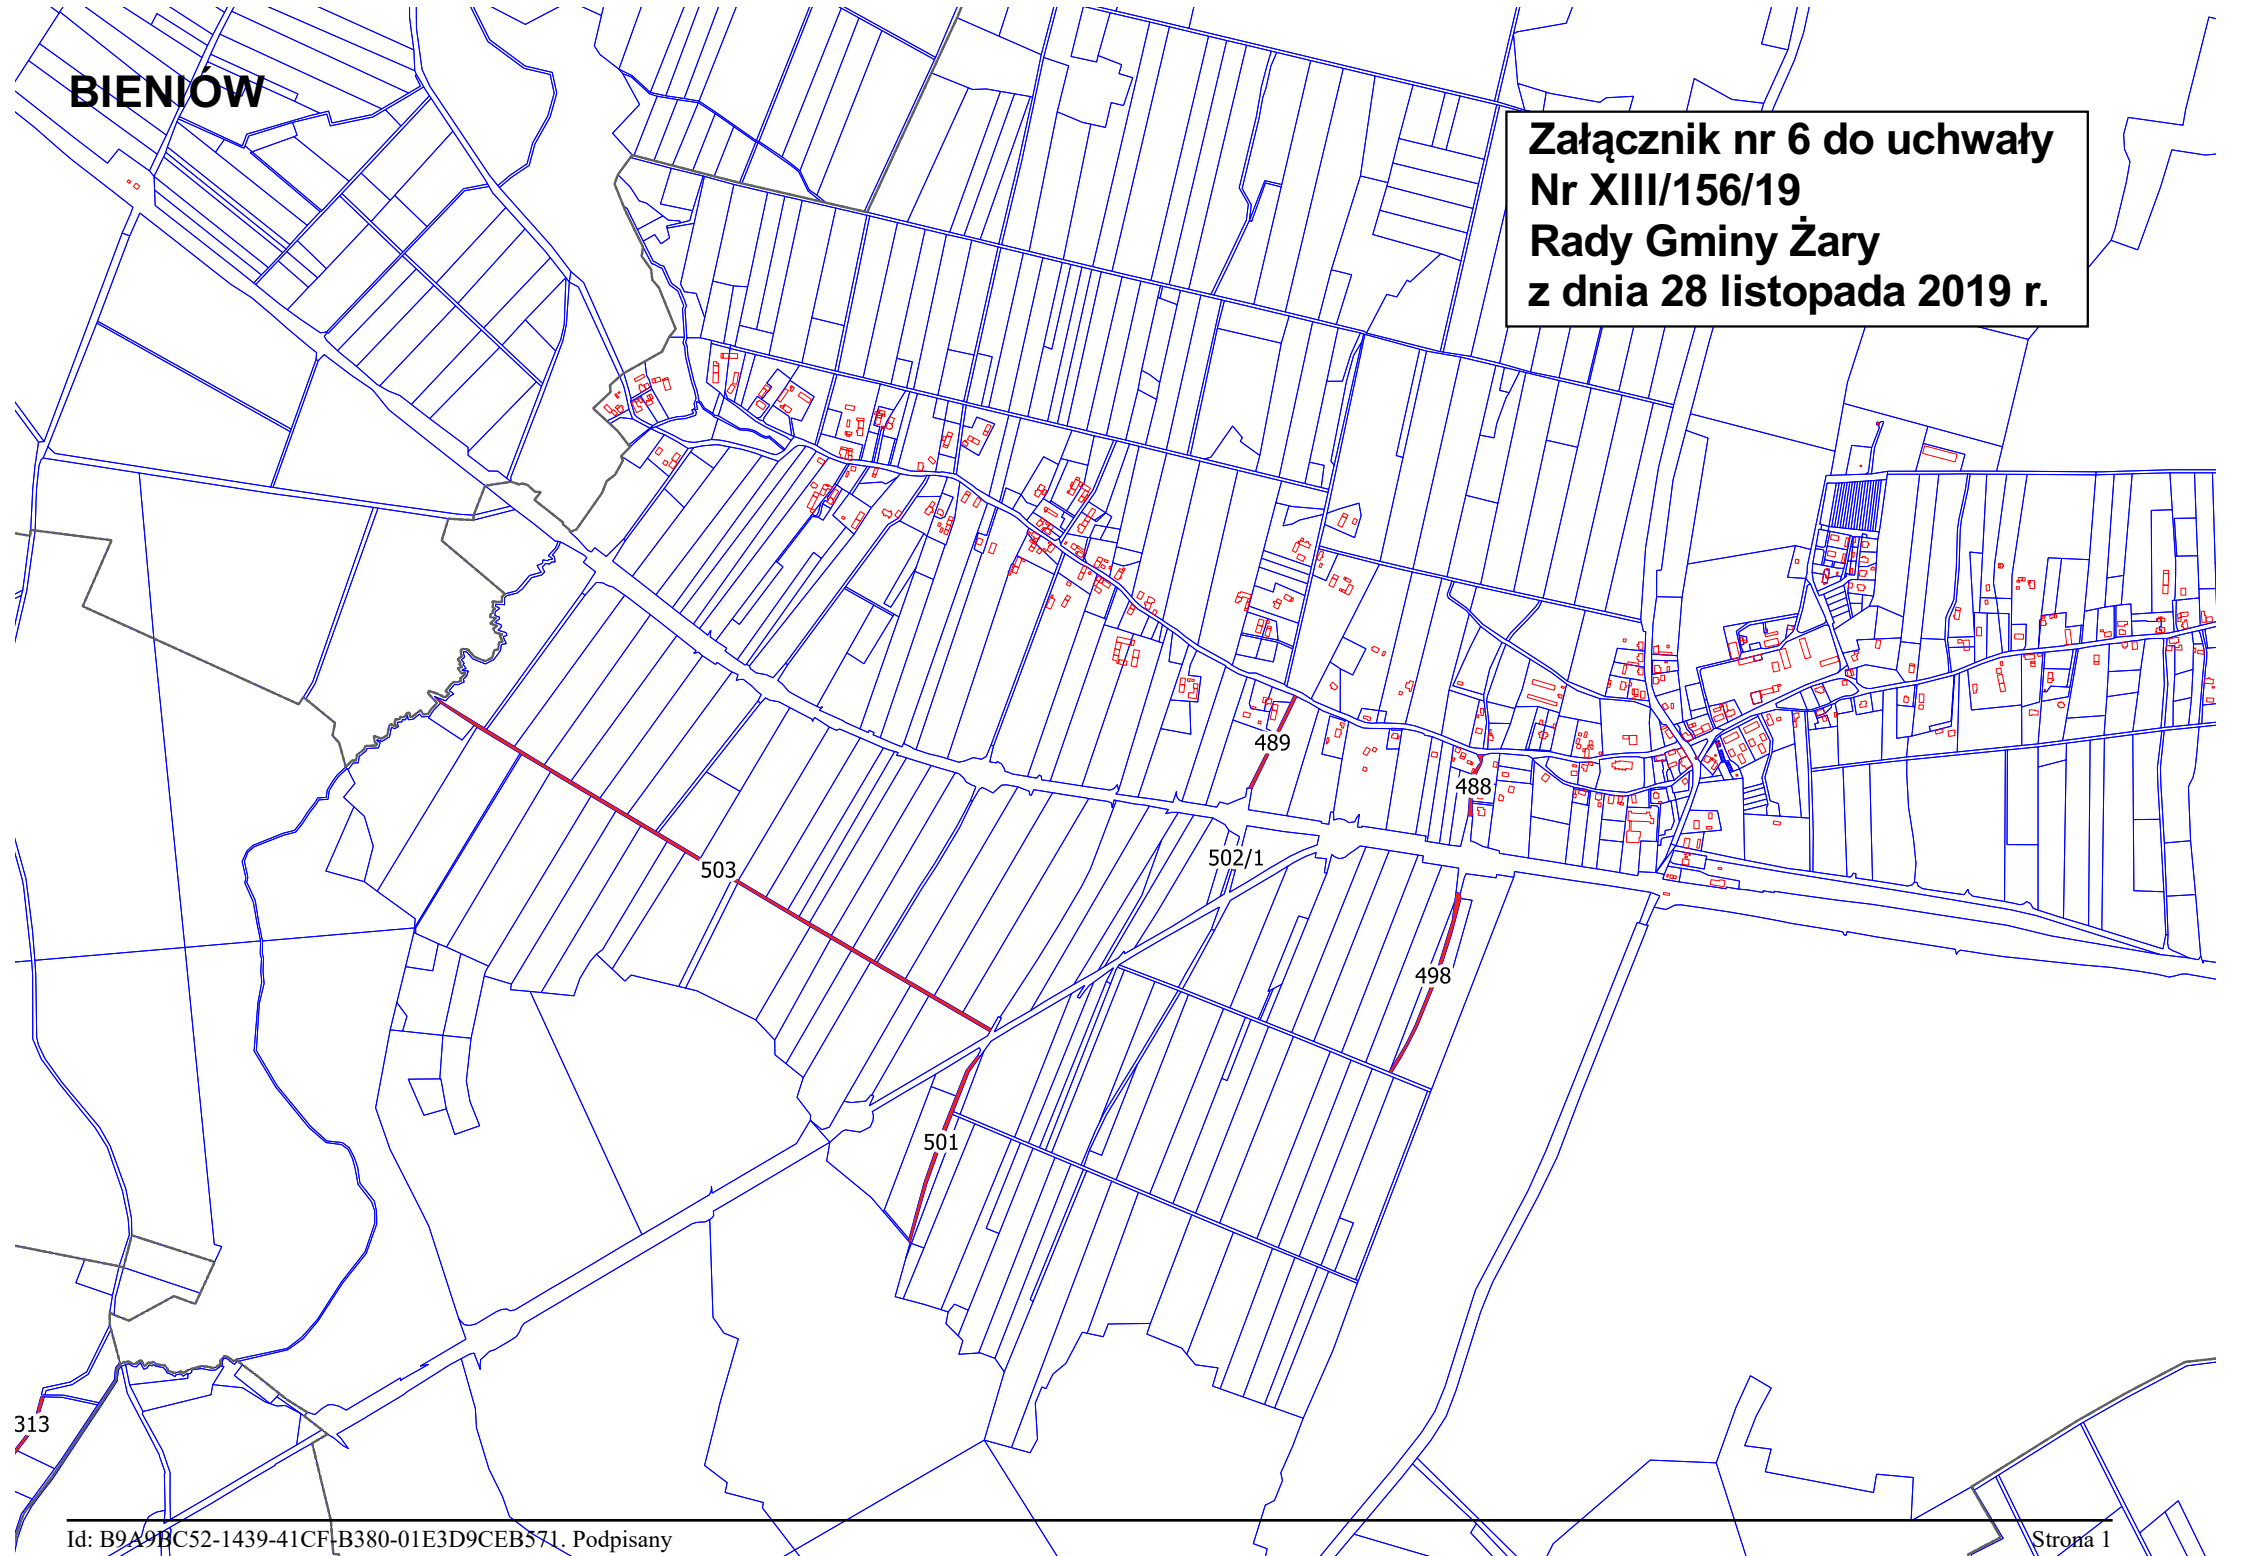 BIENIÓW
Załącznik nr 6 do uchwały
Nr XIII/156/19
Rady Gminy Żary
z dnia 28 listopada 2019 r.
489
488
502/1
503
498
501
313
Id: B9A9BC52-1439-41CF-B380-01E3D9CEB571. Podpisany
Strona 1